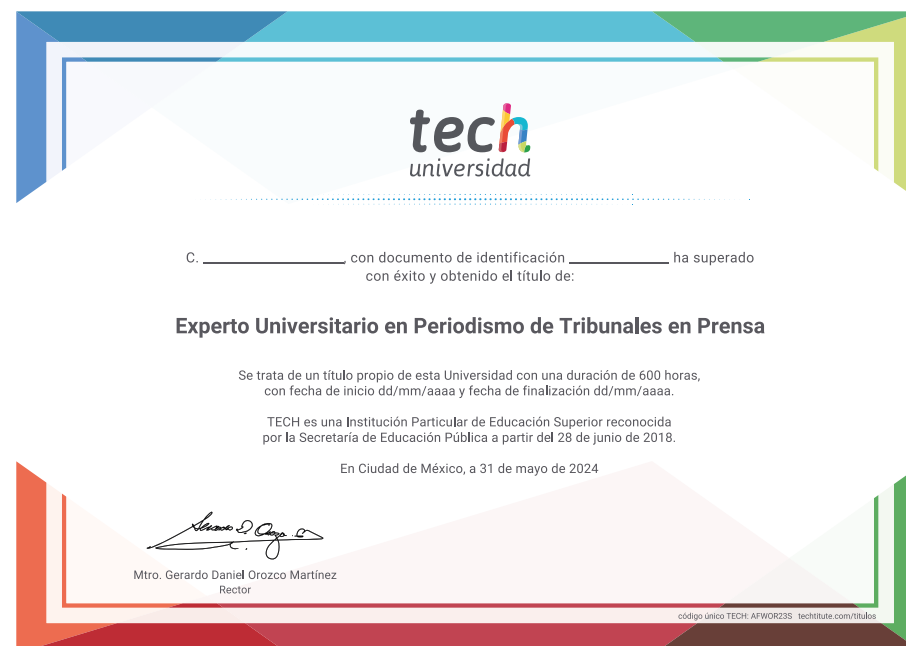 tech
universidad
C. ____________, con documento de identificación ____________ ha superado
con éxito y obtenido el título de:
Experto Universitario en Periodismo de Tribunales en Prensa
Se trata de un título propio de esta Universidad con una duración de 600 horas,
con fecha de inicio dd/mm/aaaa y fecha de finalización dd/mm/aaaa.
TECH es una Institución Particular de Educación Superior reconocida
por la Secretaría de Educación Pública a partir del 28 de junio de 2018.
En Ciudad de México, a 31 de mayo de 2024
Mtro. Gerardo Daniel Orozco Martínez
Rector
código único TECH: AFWOR23S techtitute.com/titulos